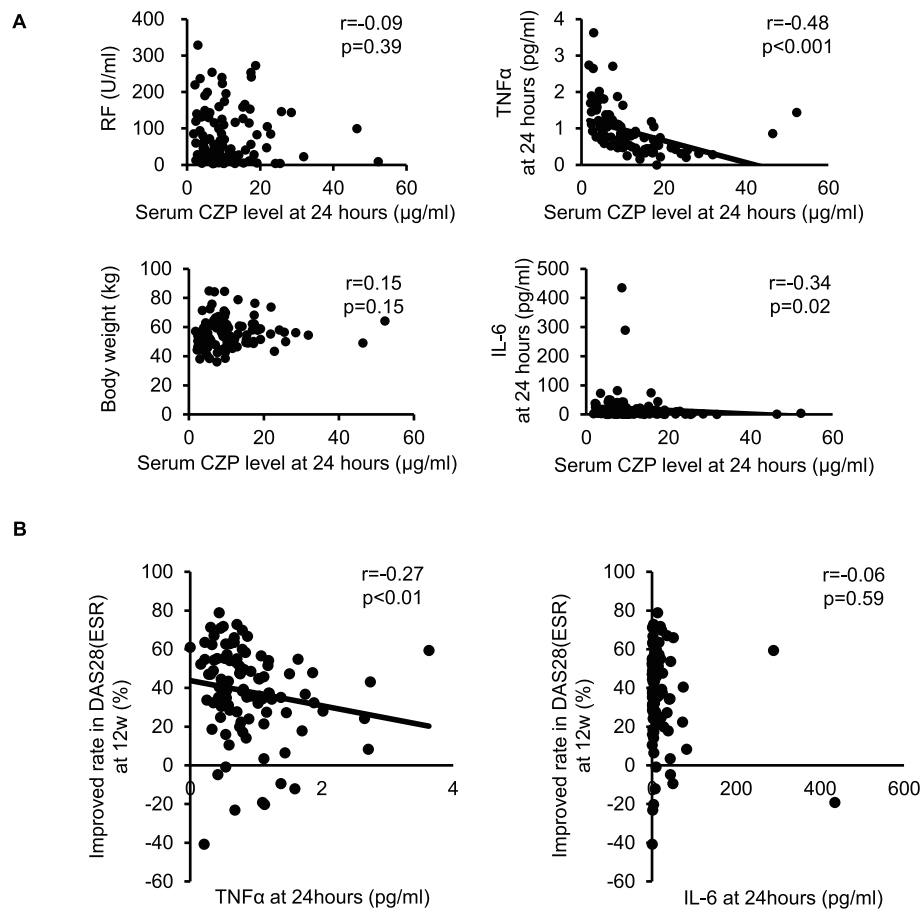 A
RF (U/ml)
400
300
200
100
0
0 20 40 60
r=-0.09
p=0.39
Serum CZP level at 24 hours (µg/ml)
TNFα
at 24 hours (pg/ml)
4
3
2
1
0
0 20 40 60
r=-0.48
p<0.001
Serum CZP level at 24 hours (µg/ml)
Body weight (kg)
100
80
60
40
20
0
0 20 40 60
r=0.15
p=0.15
Serum CZP level at 24 hours (µg/ml)
IL-6
at 24 hours (pg/ml)
500
400
300
200
100
0
0 20 40 60
r=-0.34
p=0.02
Serum CZP level at 24 hours (µg/ml)
B
Improved rate in DAS28(ESR)
at 12w (%)
100
80
60
40
20
0
-20
-40
-60
0 2 4
r=-0.27
p<0.01
TNFα at 24hours (pg/ml)
Improved rate in DAS28(ESR)
at 12w (%)
100
80
60
40
20
0
-20
-40
-60
0 200 400 600
r=-0.06
p=0.59
IL-6 at 24hours (pg/ml)